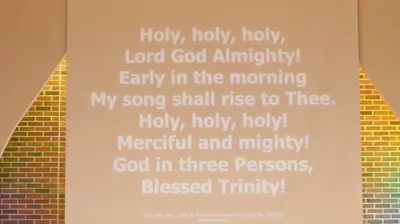 Holy, holy, holy,
Lord God Almighty!
Early in the morning
My song shall rise to Thee.
Holy, holy, holy!
Merciful and mighty!
God in three Persons,
Blessed Trinity!